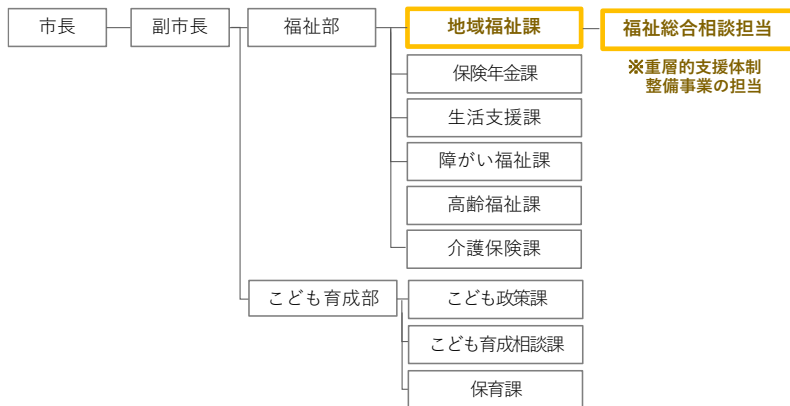 市長
副市長
福祉部
地域福祉課
福祉総合相談担当
※重層的支援体制
整備事業の担当
保険年金課
生活支援課
障がい福祉課
高齢福祉課
介護保険課
こども育成部
こども政策課
こども育成相談課
保育課